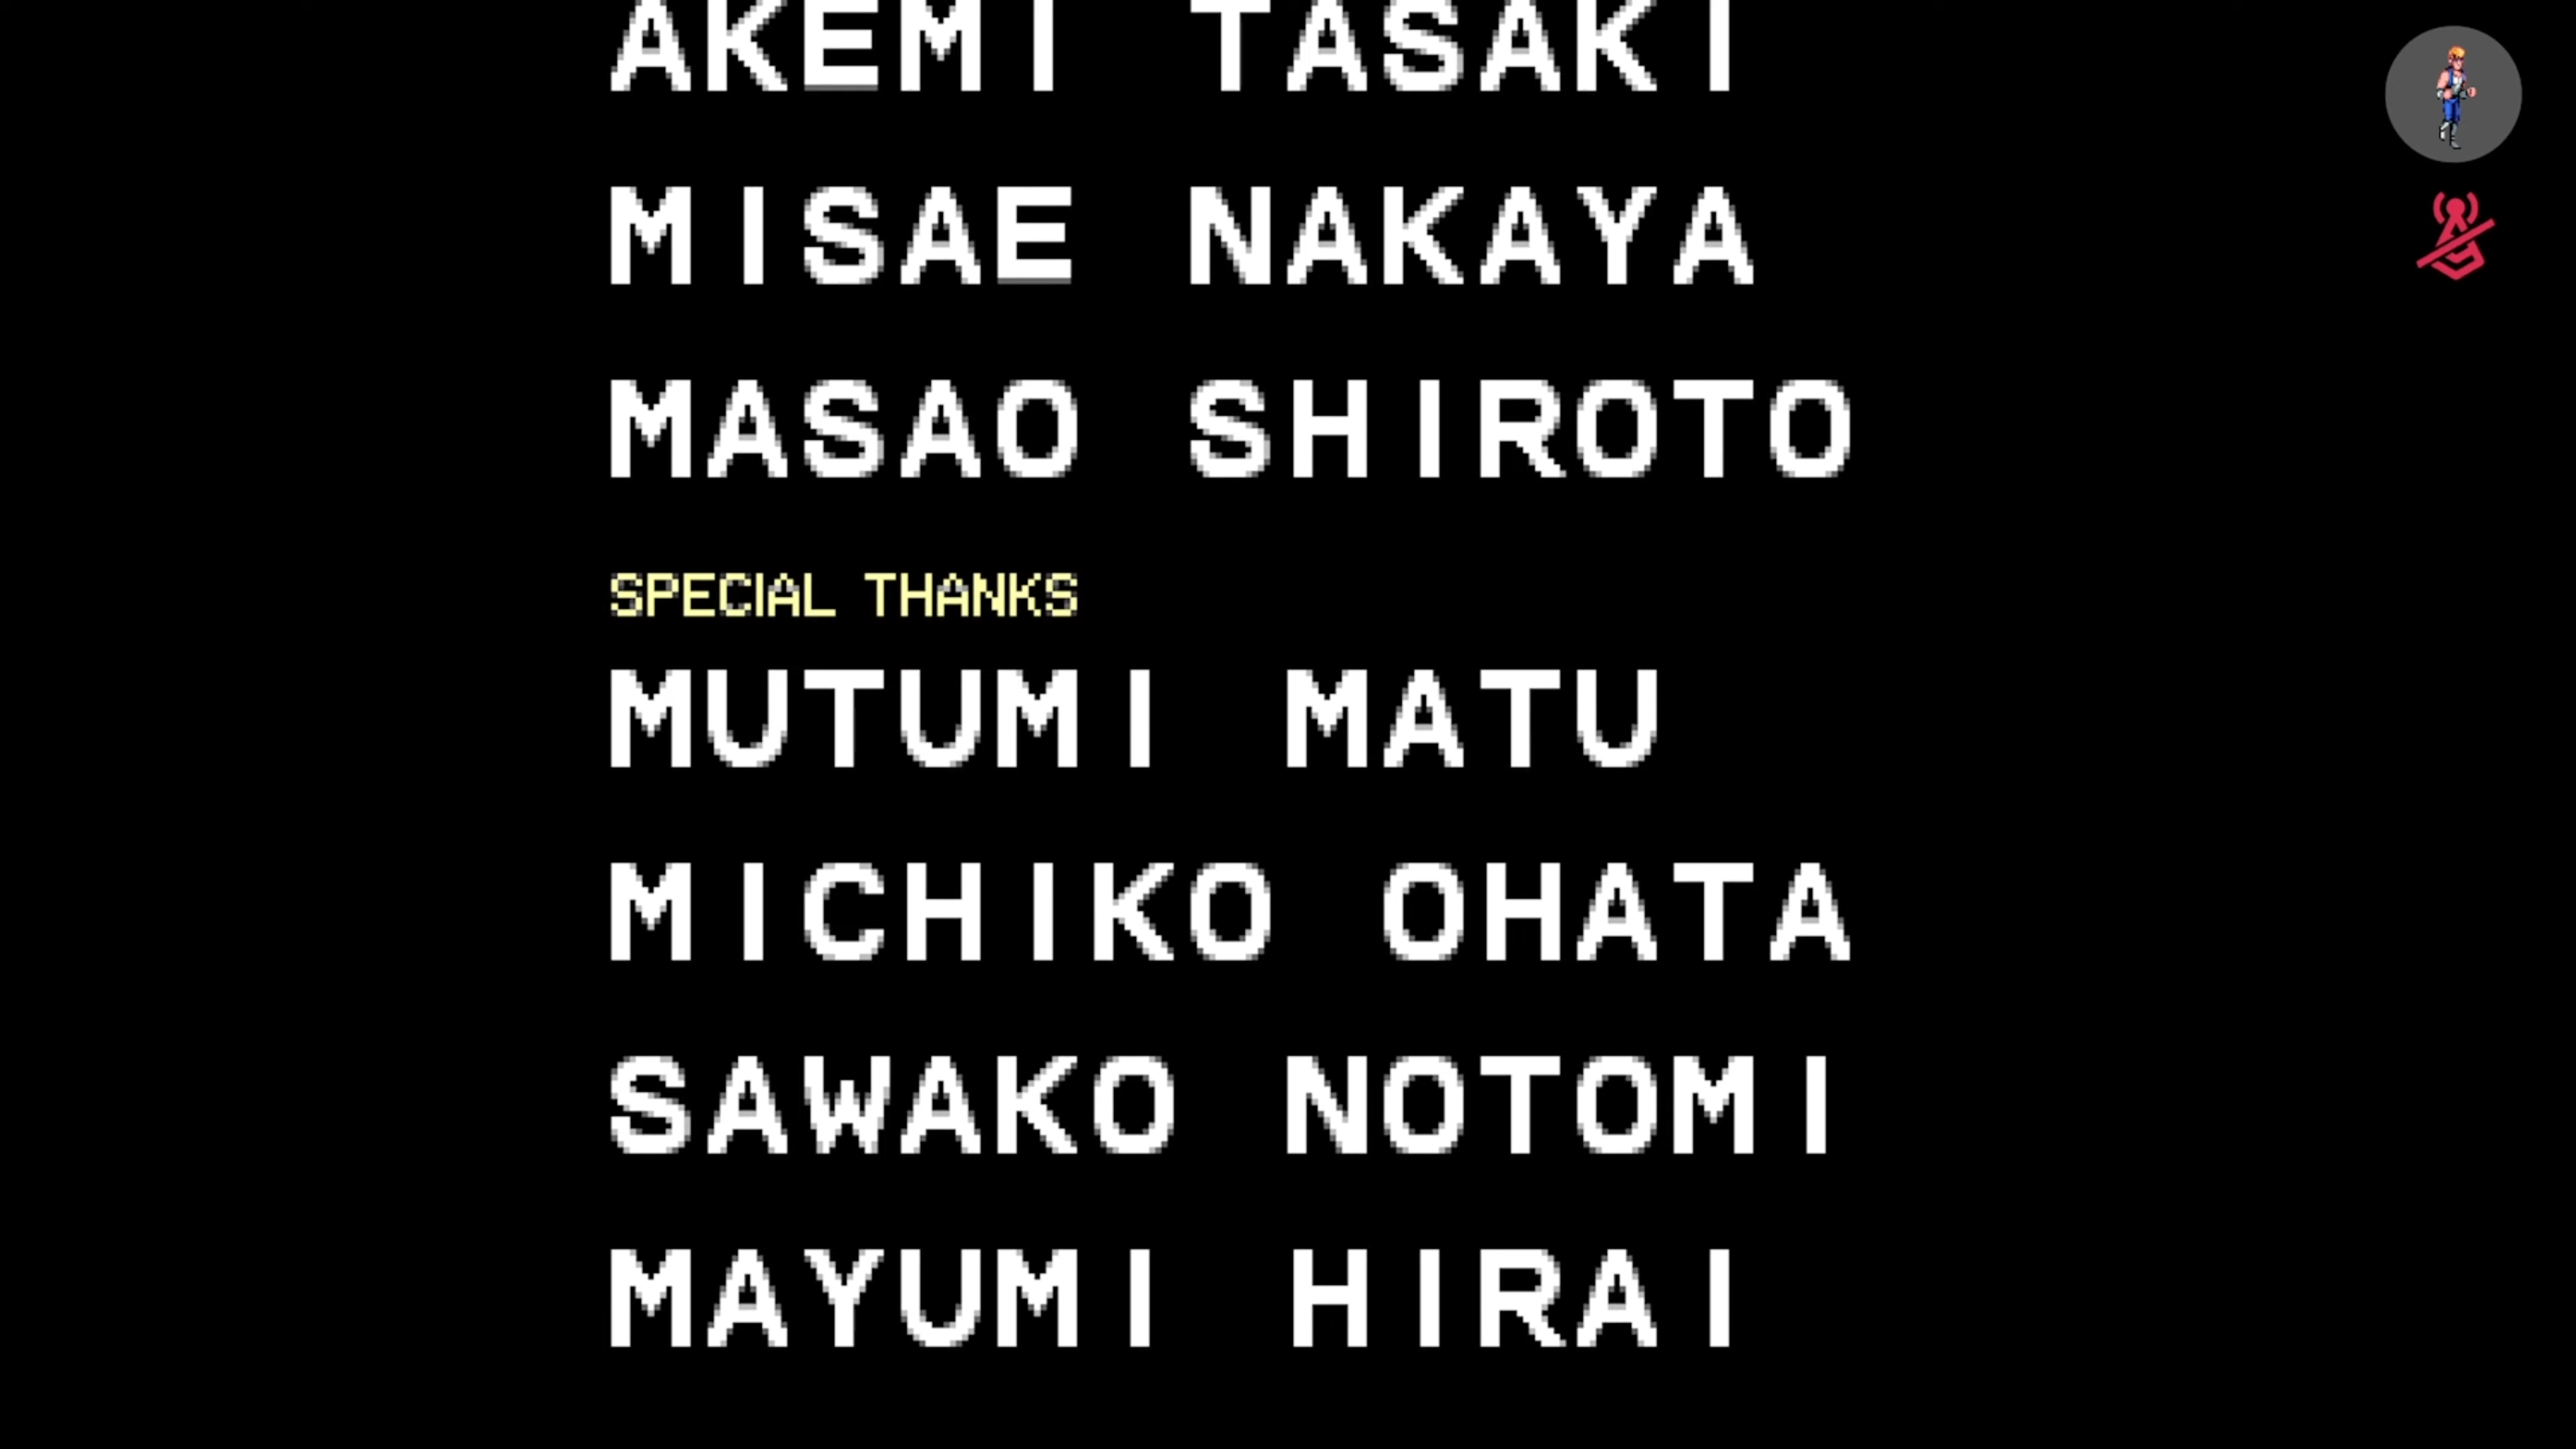 AKEMI TASAKI
MISAE NAKAYA
MASAO SHIROTO
SPECIAL THANKS
MUTUMI MATU
MICHIKO OHATA
SAWAKO NOTOMI
MAYUMI HIRAI